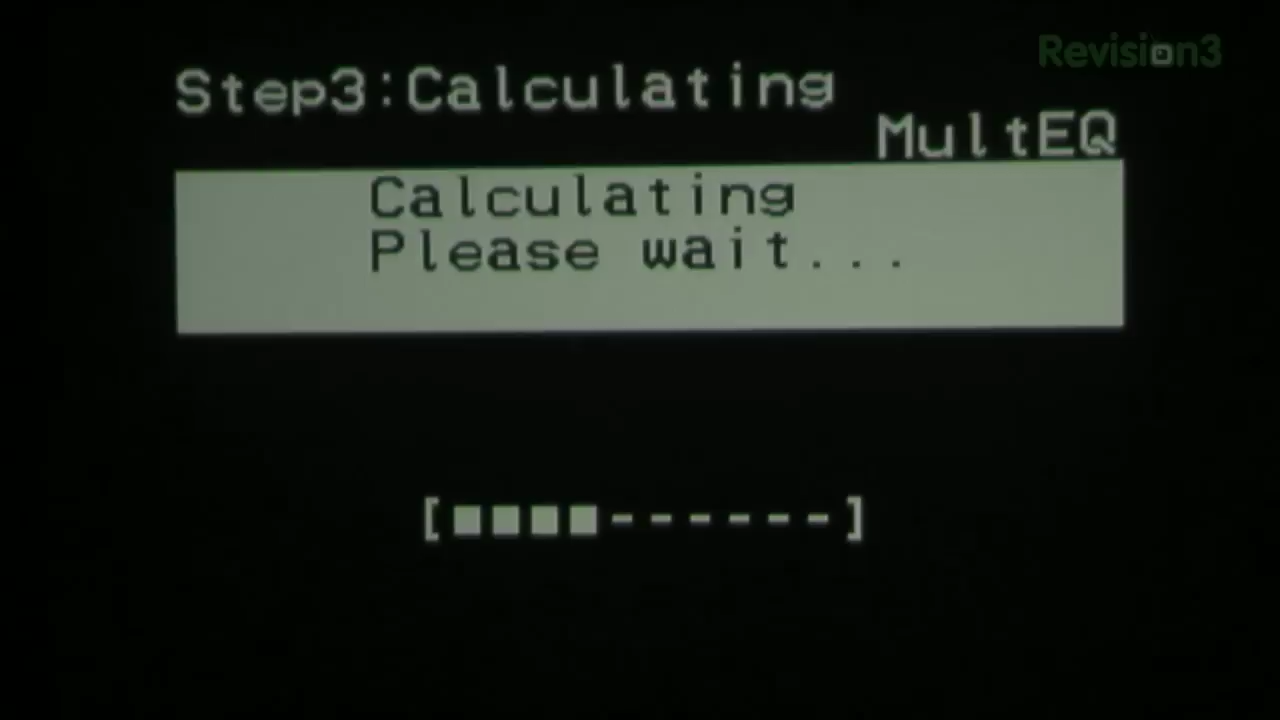 Revision3
Step3:Calculating
MultEQ
Calculating
Please wait...
[■■■■------]